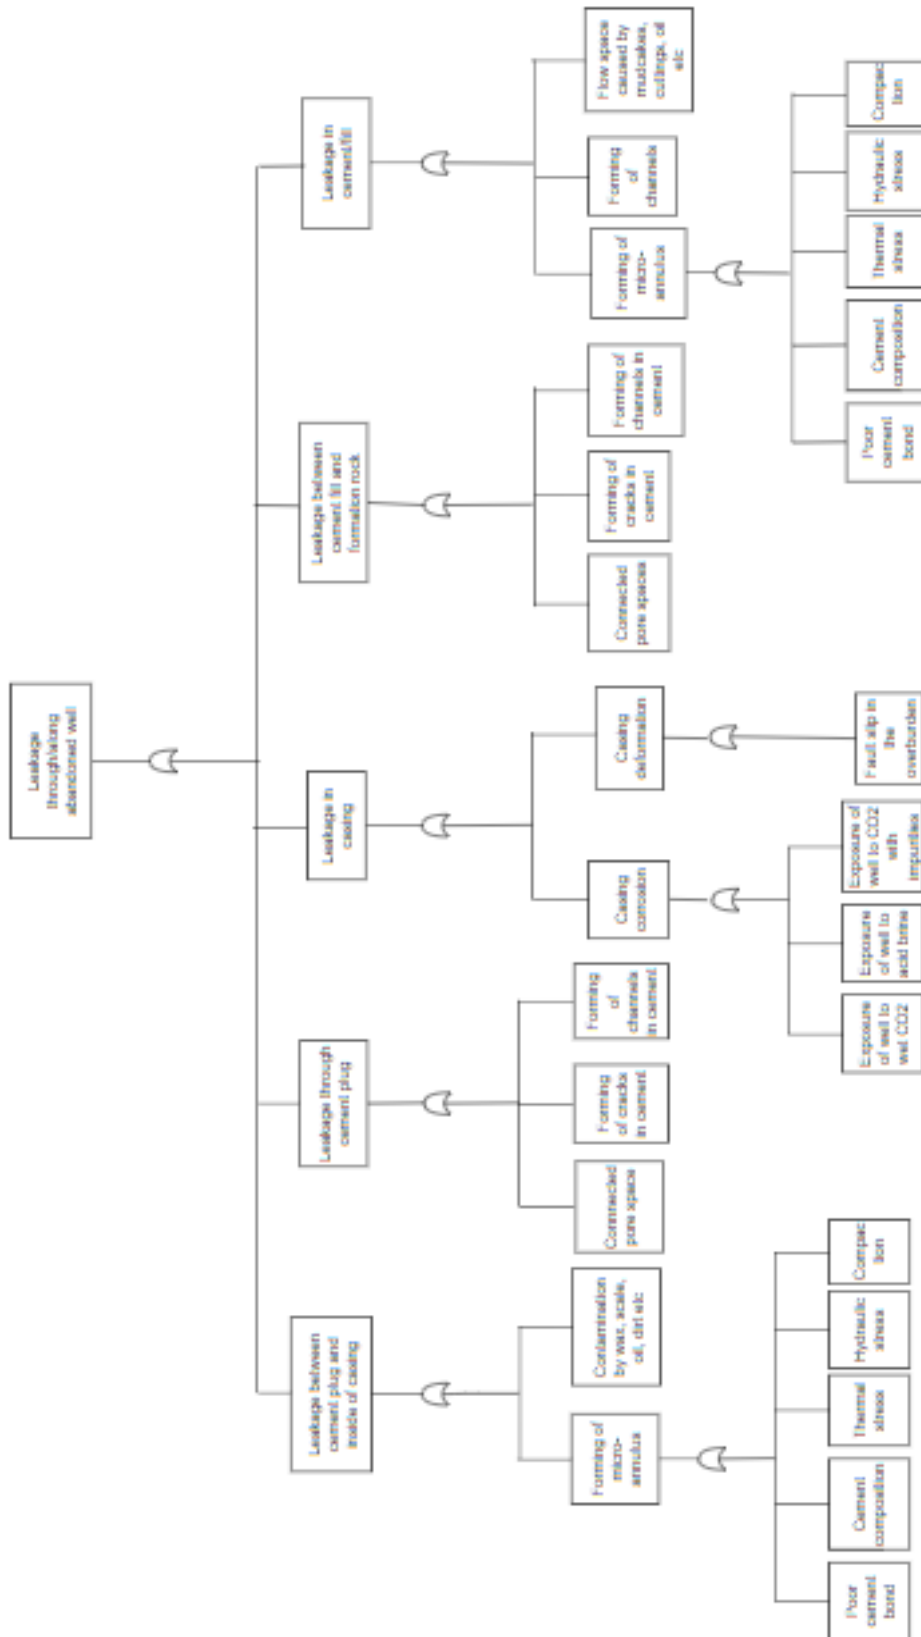 Leakage
through/along
abandoned well
Leakage between
cement plug and
inside of casing
Leakage through
cement plug
Leakage in
casing
Leakage between
cement fill and
formation rock
Leakage in
cement fill
Forming of
micro-
annulus
Contamination
by wax, scale,
oil, dirt etc
Connected
pore space
Forming
of cracks
in cement
Forming
of
channels
in cement
Casing
corrosion
Casing
deformation
Connected
pore spaces
Forming of
cracks in
cement
Forming of
channels in
cement
Forming of
micro-
annulus
Forming
of
channels
Flow space
caused by
mudcakes,
cuttings, oil
etc
Poor
cement
bond
Cement
composition
Thermal
stress
Hydraulic
stress
Compac
tion
Exposure
of well to
wet CO2
Exposure
of well to
acid brine
Exposure of
well to CO2
with
impurities
Fault slip in
the
overburden
Poor
cement
bond
Cement
composition
Thermal
stress
Hydraulic
stress
Compac
tion